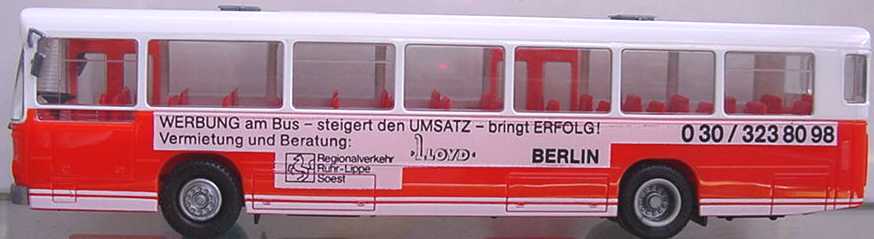 WERBUNG am Bus – steigert den UMSATZ – bringt ERFOLG!
Vermietung und Beratung:
LLOYD
BERLIN
0 30 / 323 80 98
Regionalverkehr
Ruhr-Lippe
Soest